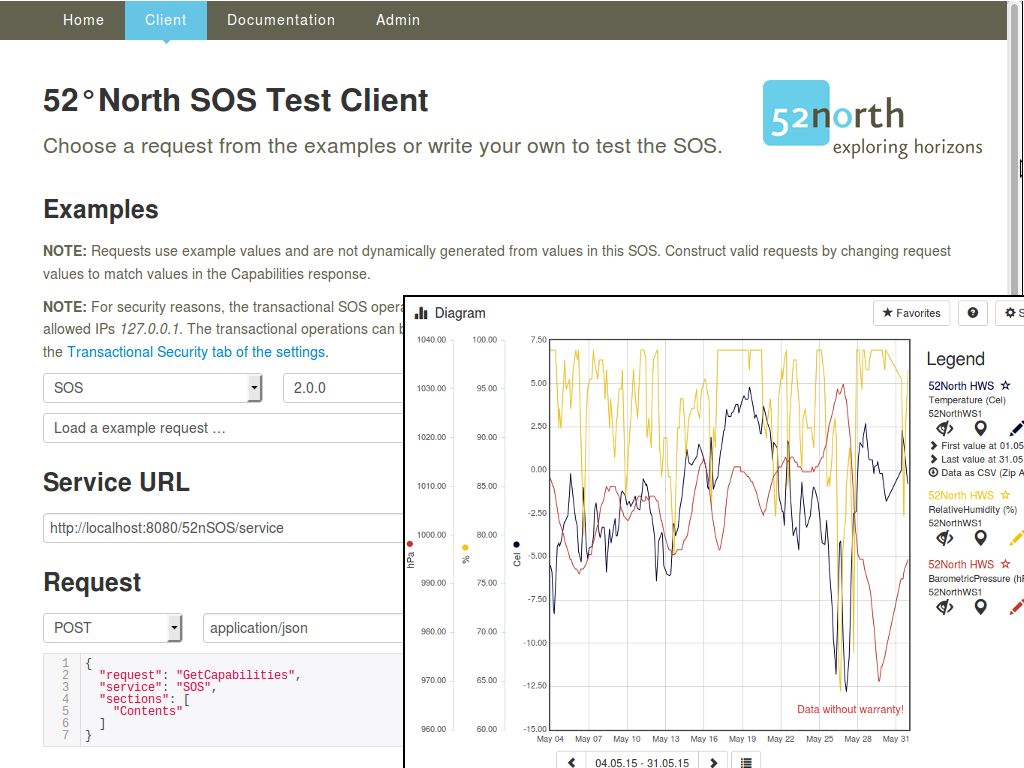 Home Client Documentation Admin
52°North SOS Test Client
Choose a request from the examples or write your own to test the SOS.
52north
exploring horizons
Examples
NOTE: Requests use example values and are not dynamically generated from values in this SOS. Construct valid requests by changing request
values to match values in the Capabilities response.
NOTE: For security reasons, the transactional SOS opera
allowed IPs 127.0.0.1. The transactional operations can b
the Transactional Security tab of the settings.
SOS 2.0.0
Load a example request ...
Service URL
http://localhost:8080/52nSOS/service
Request
POST application/json
1 {
2 "request": "GetCapabilities",
3 "service": "SOS",
4 "sections": [
5 "Contents"
6 ]
7 }
Diagram
Favorites
S
1040.00 100.00 7.50
1030.00 95.00 5.00
1020.00 90.00 2.50
1010.00 85.00 0.00
1000.00 80.00 -2.50
990.00 75.00 -5.00
980.00 70.00 -7.50
970.00 65.00 -10.00
960.00 60.00 -12.50
-15.00
hPa
%
Cel
Data without warranty!
May 04 May 07 May 10 May 13 May 16 May 19 May 22 May 25 May 28 May 31
04.05.15 - 31.05.15
Legend
52North HWS
Temperature (Cel)
52NorthWS1
First value at 01.05
Last value at 31.05
Data as CSV (Zip A
52North HWS
RelativeHumidity (%)
52NorthWS1
52North HWS
BarometricPressure (hP
52NorthWS1